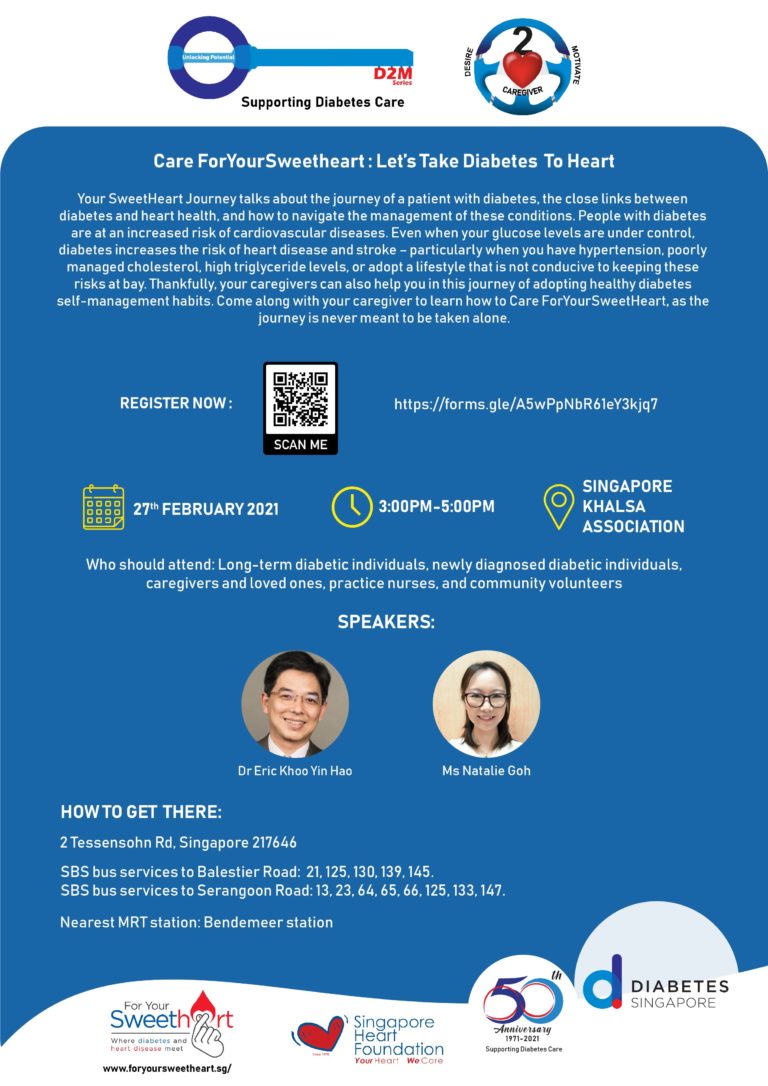 Unlocking Potential
D2M
Series
Supporting Diabetes Care
DESIRE
2
MOTIVATE
CAREGIVER
Care ForYourSweetheart : Let's Take Diabetes To Heart
Your SweetHeart Journey talks about the journey of a patient with diabetes, the close links between
diabetes and heart health, and how to navigate the management of these conditions. People with diabetes
are at an increased risk of cardiovascular diseases. Even when your glucose levels are under control,
diabetes increases the risk of heart disease and stroke – particularly when you have hypertension, poorly
managed cholesterol, high triglyceride levels, or adopt a lifestyle that is not conducive to keeping these
risks at bay. Thankfully, your caregivers can also help you in this journey of adopting healthy diabetes
self-management habits. Come along with your caregiver to learn how to Care ForYourSweetHeart, as the
journey is never meant to be taken alone.
REGISTER NOW :
SCAN ME
https://forms.gle/A5wPpNbR61eY3kjq7
27th FEBRUARY 2021
3:00PM-5:00PM
SINGAPORE
KHALSA
ASSOCIATION
Who should attend: Long-term diabetic individuals, newly diagnosed diabetic individuals,
caregivers and loved ones, practice nurses, and community volunteers
SPEAKERS:
Dr Eric Khoo Yin Hao
Ms Natalie Goh
HOW TO GET THERE:
2 Tessensohn Rd, Singapore 217646
SBS bus services to Balestier Road: 21, 125, 130, 139, 145.
SBS bus services to Serangoon Road: 13, 23, 64, 65, 66, 125, 133, 147.
Nearest MRT station: Bendemeer station
For Your
Sweethart
Where diabetes and
heart disease meet
www.foryoursweetheart.sg/
Since 1970
Singapore
Heart
Foundation
Your Heart We Care
50th
Anniversary
1971-2021
Supporting Diabetes Care
d
DIABETES
SINGAPORE